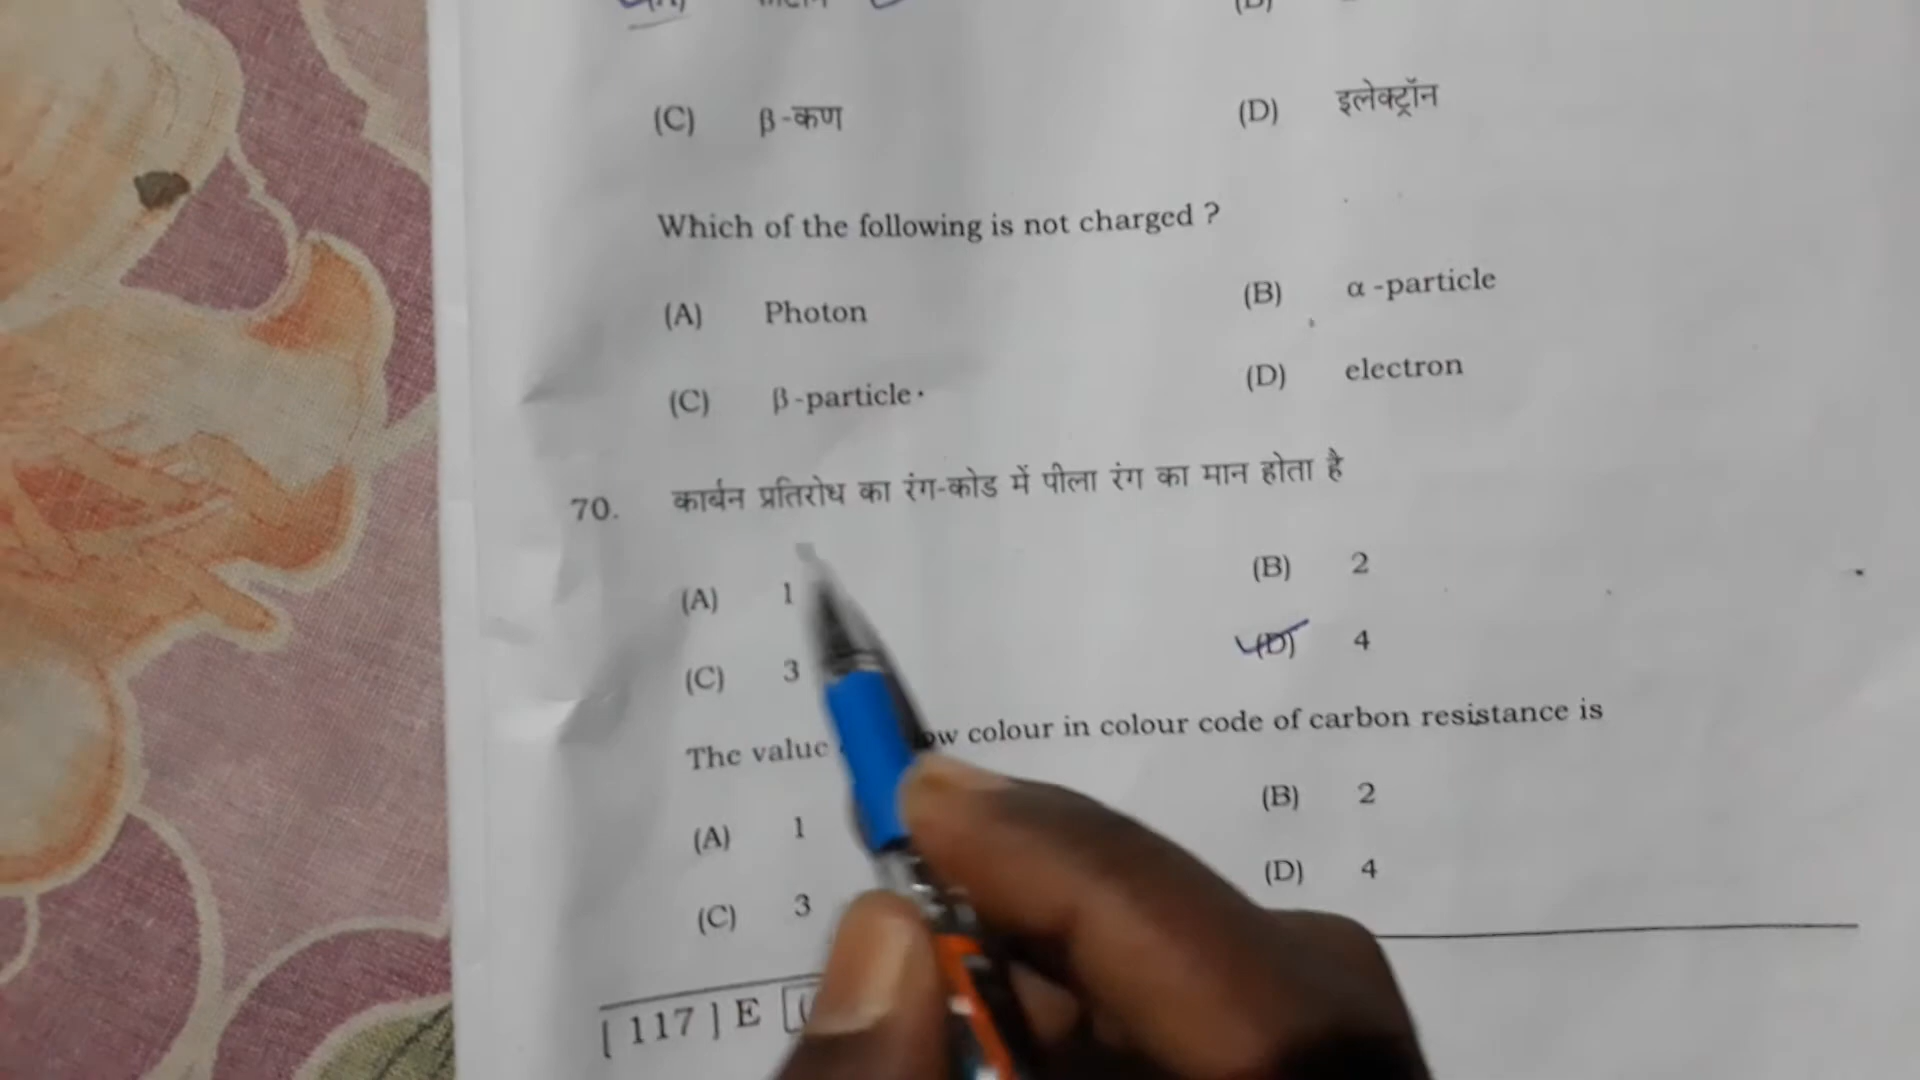 (C) β-कण (D) इलेक्ट्रॉन
Which of the following is not charged ?
(A) Photon (B) α-particle
(C) β-particle (D) electron
70. कार्बन प्रतिरोध का रंग-कोड में पीला रंग का मान होता है
(A) 1 (B) 2
(C) 3 (D) 4
The value colour in colour code of carbon resistance is
(A) 1 (B) 2
(C) 3 (D) 4
[ 117 ] E